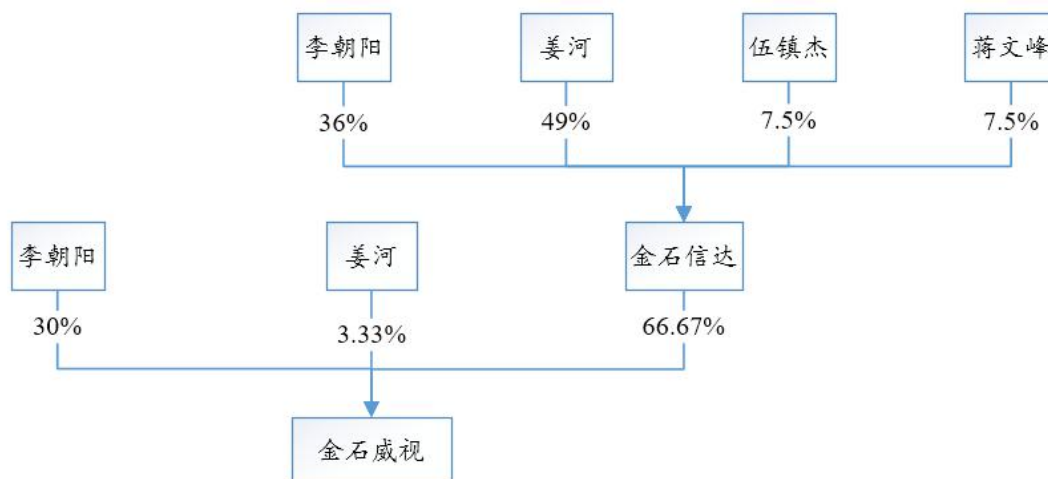 李朝阳
姜河
伍镇杰
蒋文峰
36%
49%
7.5%
7.5%
李朝阳
姜河
金石信达
30%
3.33%
66.67%
金石威视